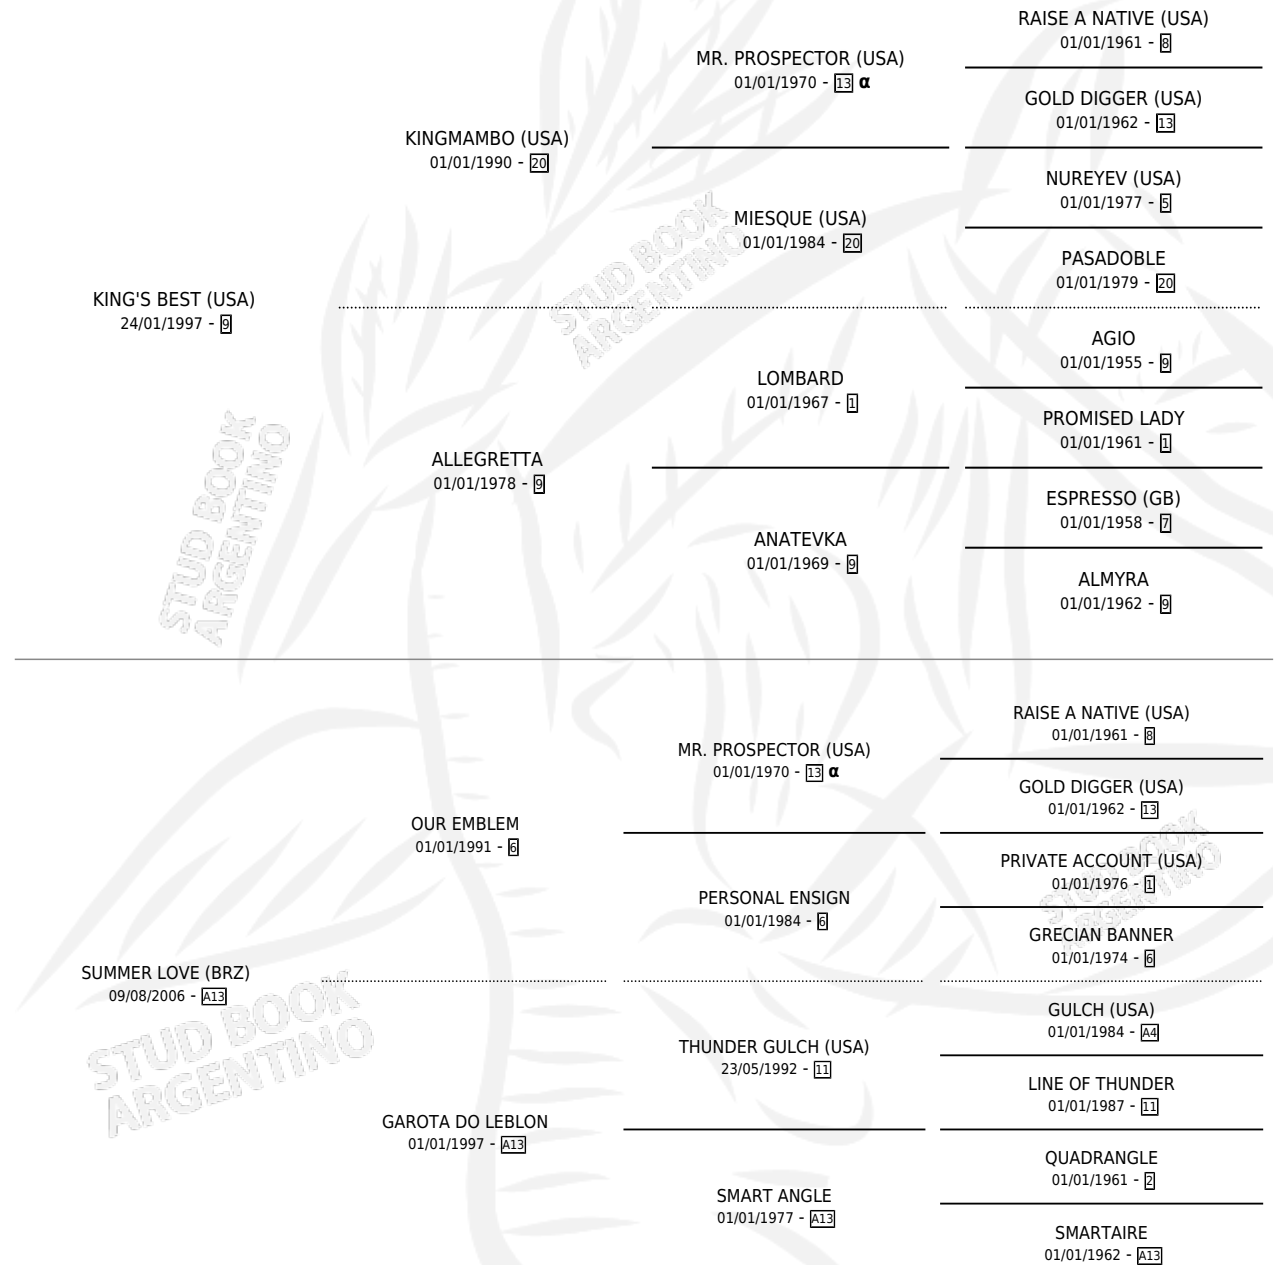 RAISE A NATIVE (USA)
01/01/1961 - 8
MR. PROSPECTOR (USA)
01/01/1970 - 13 α
GOLD DIGGER (USA)
01/01/1962 - 13
KINGMAMBO (USA)
01/01/1990 - 20
NUREYEV (USA)
01/01/1977 - 5
MIESQUE (USA)
01/01/1984 - 20
PASADOBLE
01/01/1979 - 20
KING'S BEST (USA)
24/01/1997 - 9
AGIO
01/01/1955 - 9
LOMBARD
01/01/1967 - 1
PROMISED LADY
01/01/1961 - 1
ALLEGRETTA
01/01/1978 - 9
ESPRESSO (GB)
01/01/1958 - 7
ANATEVKA
01/01/1969 - 9
ALMYRA
01/01/1962 - 9
RAISE A NATIVE (USA)
01/01/1961 - 8
MR. PROSPECTOR (USA)
01/01/1970 - 13 α
GOLD DIGGER (USA)
01/01/1962 - 13
OUR EMBLEM
01/01/1991 - 6
PRIVATE ACCOUNT (USA)
01/01/1976 - 1
PERSONAL ENSIGN
01/01/1984 - 6
GRECIAN BANNER
01/01/1974 - 6
SUMMER LOVE (BRZ)
09/08/2006 - A13
GULCH (USA)
01/01/1984 - A4
THUNDER GULCH (USA)
23/05/1992 - 11
LINE OF THUNDER
01/01/1987 - 11
GAROTA DO LEBLON
01/01/1997 - A13
QUADRANGLE
01/01/1961 - 2
SMART ANGLE
01/01/1977 - A13
SMARTAIRE
01/01/1962 - A13
STUD BOOK
ARGENTINO
STUD BOOK
ARGENTINO
STUD BOOK
ARGENTINO
STUD BOOK
ARGENTINO